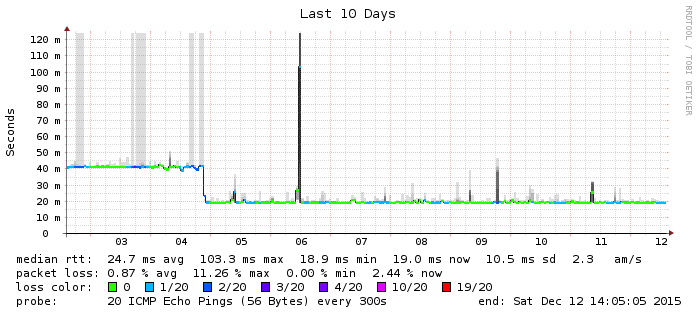 Last 10 Days
RRDTOOL / TOBI OETIKER
Seconds
120 m
110 m
100 m
90 m
80 m
70 m
60 m
50 m
40 m
30 m
20 m
10 m
0
03 04 05 06 07 08 09 10 11 12
median rtt: 24.7 ms avg 103.3 ms max 18.9 ms min 19.0 ms now 10.5 ms sd 2.3 am/s
packet loss: 0.87 % avg 11.26 % max 0.00 % min 2.44 % now
loss color: 0 1/20 2/20 3/20 4/20 10/20 19/20
probe: 20 ICMP Echo Pings (56 Bytes) every 300s end: Sat Dec 12 14:05:05 2015